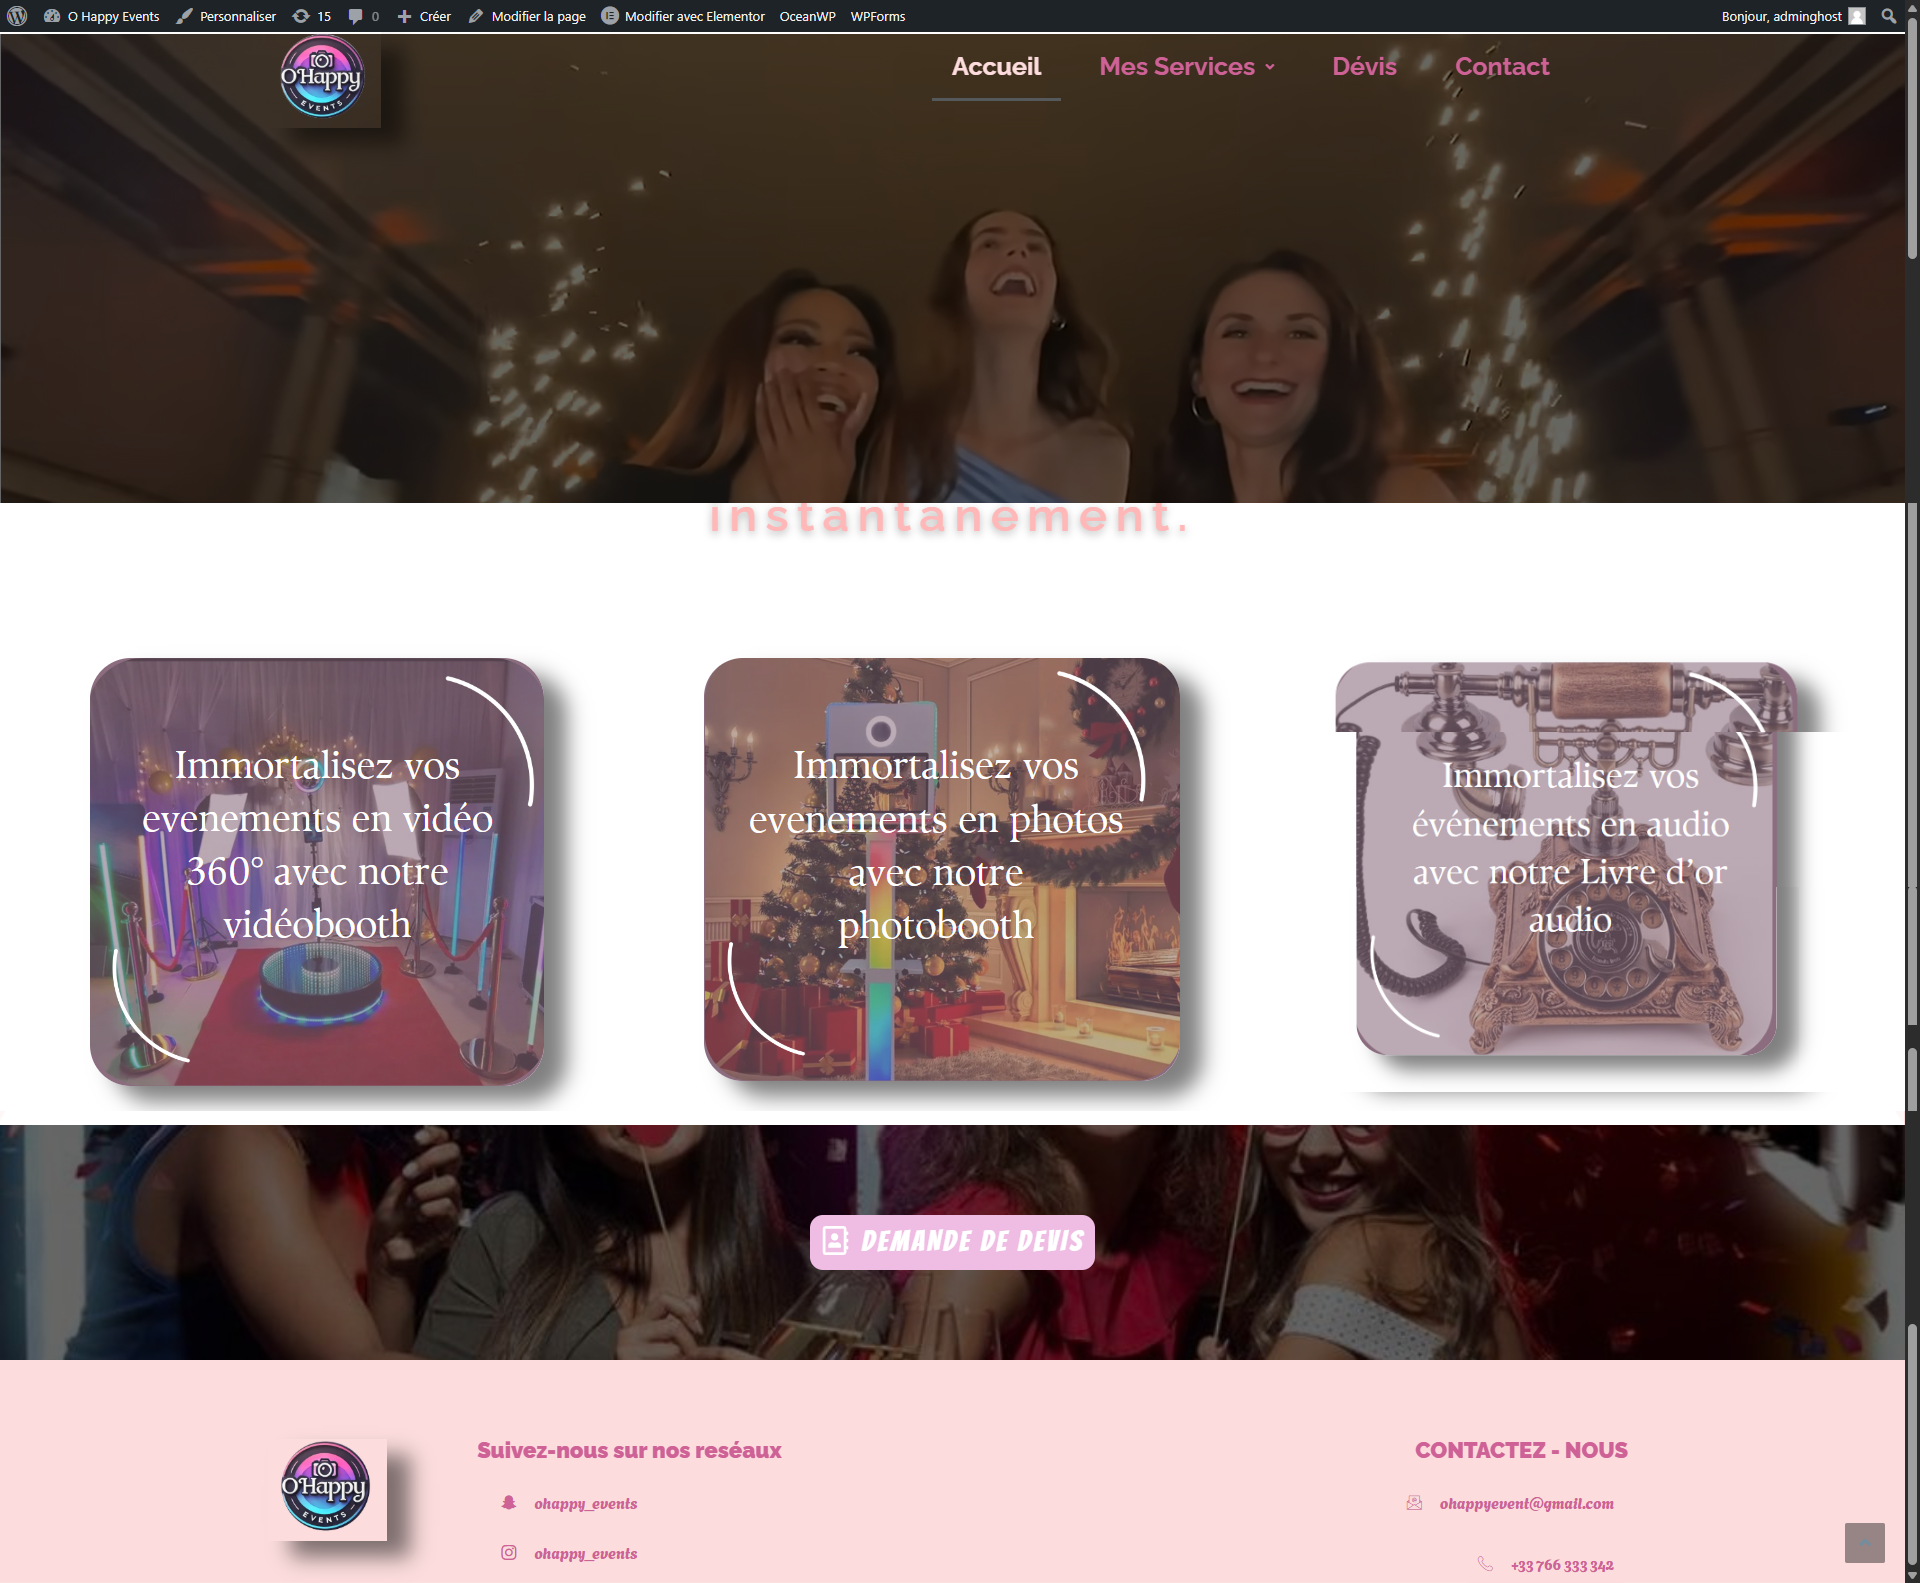 O Happy Events Personnaliser 15 0 Créer Modifier la page Modifier avec Elementor OceanWP WPForms Bonjour, adminghost
O'Happy
EVENTS
Accueil Mes Services Dévis Contact
instantanément.
Immortalisez vos
evenements en vidéo
360° avec notre
vidéobooth
Immortalisez vos
evenements en photos
avec notre
photobooth
Immortalisez vos
événements en audio
avec notre Livre d'or
audio
DEMANDE DE DEVIS
O'Happy
EVENTS
Suivez-nous sur nos reséaux
ohappy_events
ohappy_events
CONTACTEZ - NOUS
ohappyevent@gmail.com
+33 766 333 342